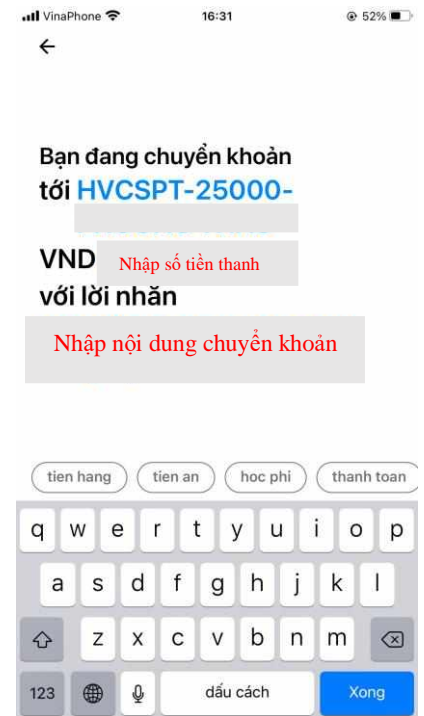 VinaPhone 16:31 52%
Bạn đang chuyển khoản
tới HVCSPT-25000-
VND Nhập số tiền thanh
với lời nhăn
Nhập nội dung chuyển khoản
tien hang tien an hoc phi thanh toan
q w e r t y u i o p
a s d f g h j k l
z x c v b n m
123 dấu cách Xong